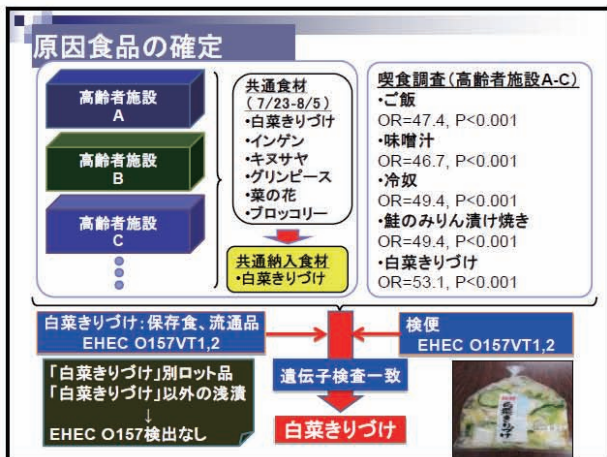 原因食品の確定
高齢者施設
A
高齢者施設
B
高齢者施設
C
共通食材
(7/23-8/5)
・白菜きりづけ
・インゲン
・キヌサヤ
・グリンピース
・菜の花
・ブロッコリー
共通納入食材
・白菜きりづけ
喫食調査(高齢者施設A-C)
・ご飯
OR=47.4, P<0.001
・味噌汁
OR=46.7, P<0.001
・冷奴
OR=49.4, P<0.001
・鮭のみりん漬け焼き
OR=49.4, P<0.001
・白菜きりづけ
OR=53.1, P<0.001
白菜きりづけ:保存食、流通品
EHEC O157VT1,2
検便
EHEC O157VT1,2
「白菜きりづけ」別ロット品
「白菜きりづけ」以外の浅漬
↓
EHEC O157検出なし
遺伝子検査一致
白菜きりづけ
白菜きりづけ